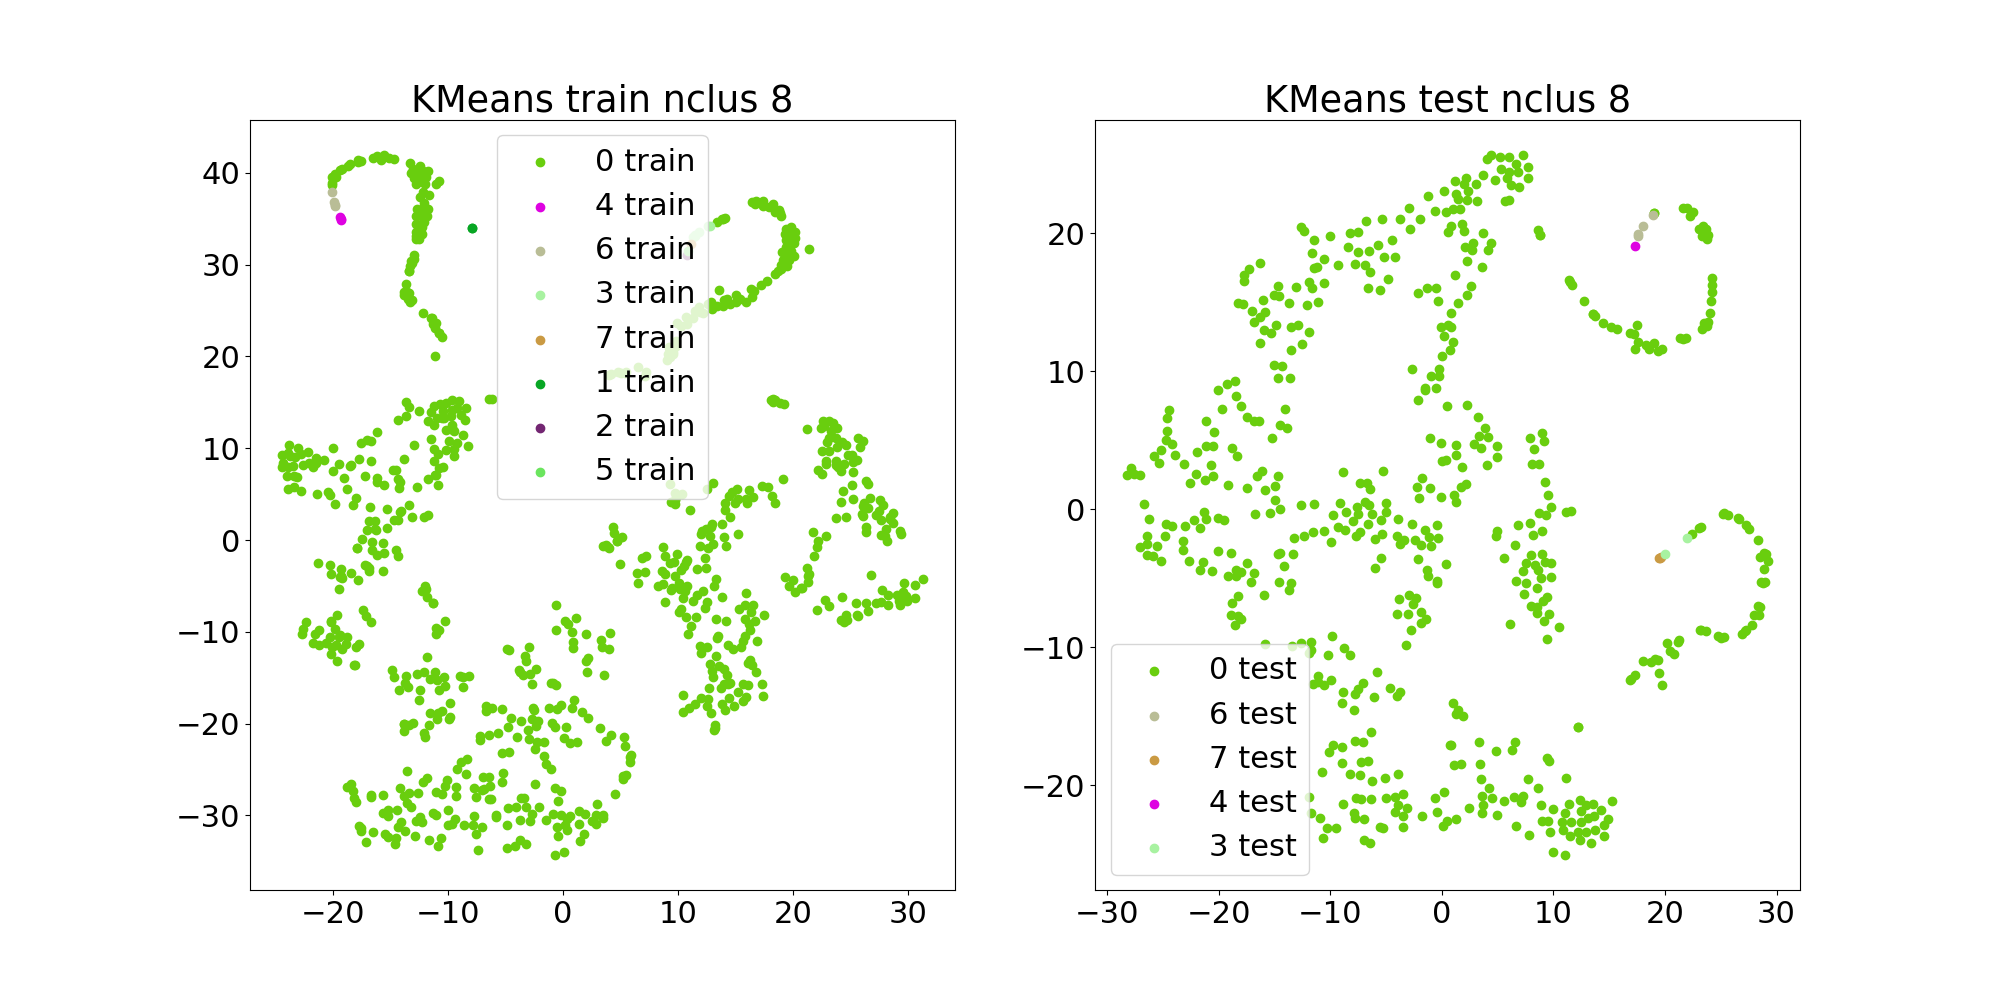 KMeans train nclus 8
40
30
20
10
0
−10
−20
−30
−20 −10 0 10 20 30
0 train
4 train
6 train
3 train
7 train
1 train
2 train
5 train
KMeans test nclus 8
20
10
0
−10
−20
−30 −20 −10 0 10 20 30
0 test
6 test
7 test
4 test
3 test